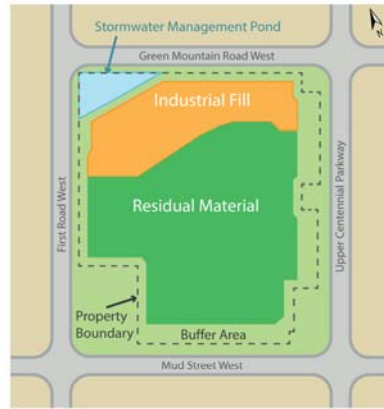 Stormwater Management Pond
Green Mountain Road West
N
Industrial Fill
Residual Material
First Road West
Upper Centennial Parkway
Property
Boundary
Buffer Area
Mud Street West